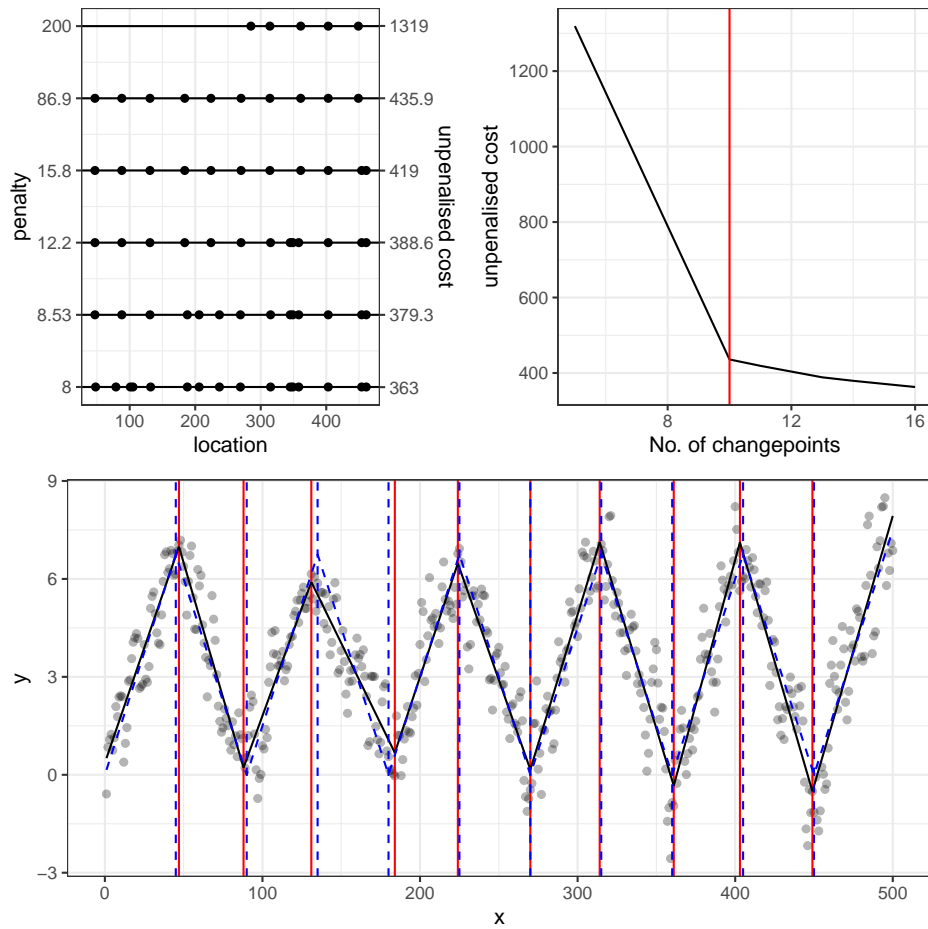 200
86.9
15.8
12.2
8.53
8
penalty
1319
435.9
419
388.6
379.3
363
unpenalised cost
100 200 300 400
location
1200
1000
800
600
400
unpenalised cost
8 12 16
No. of changepoints
9
6
3
0
−3
y
0 100 200 300 400 500
x